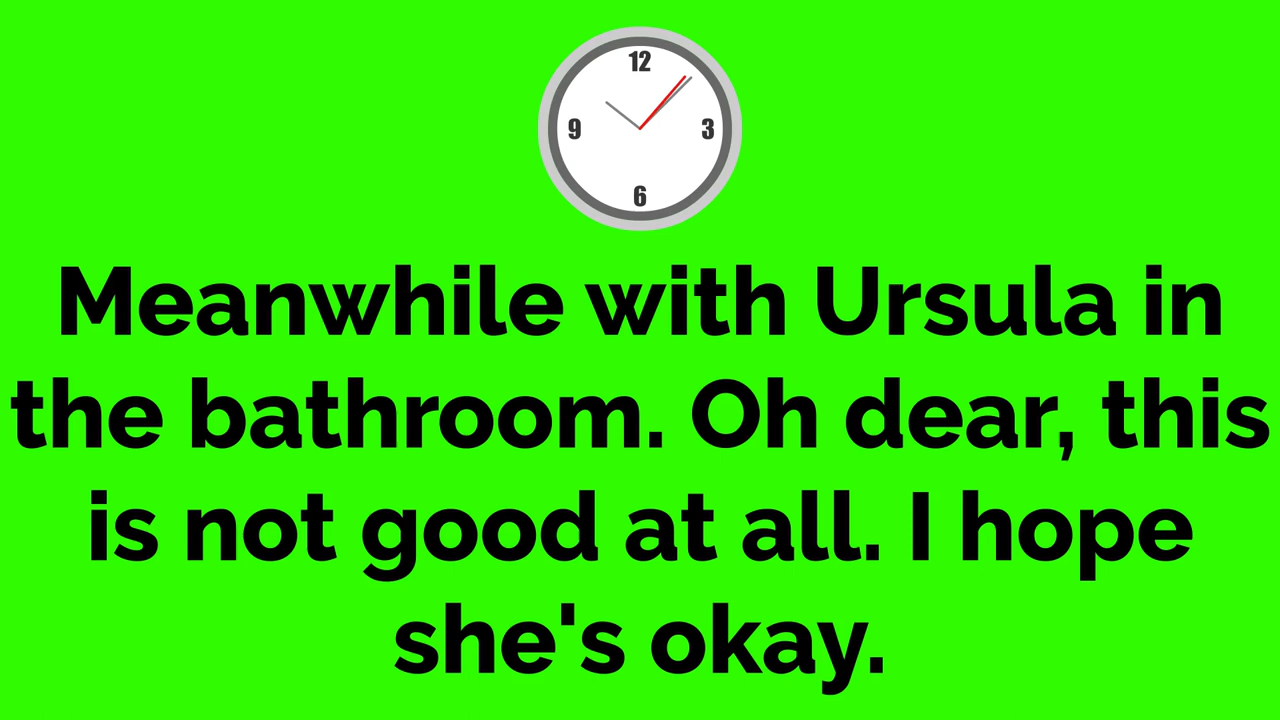 12
9 3
6
Meanwhile with Ursula in
the bathroom. Oh dear, this
is not good at all. I hope
she's okay.